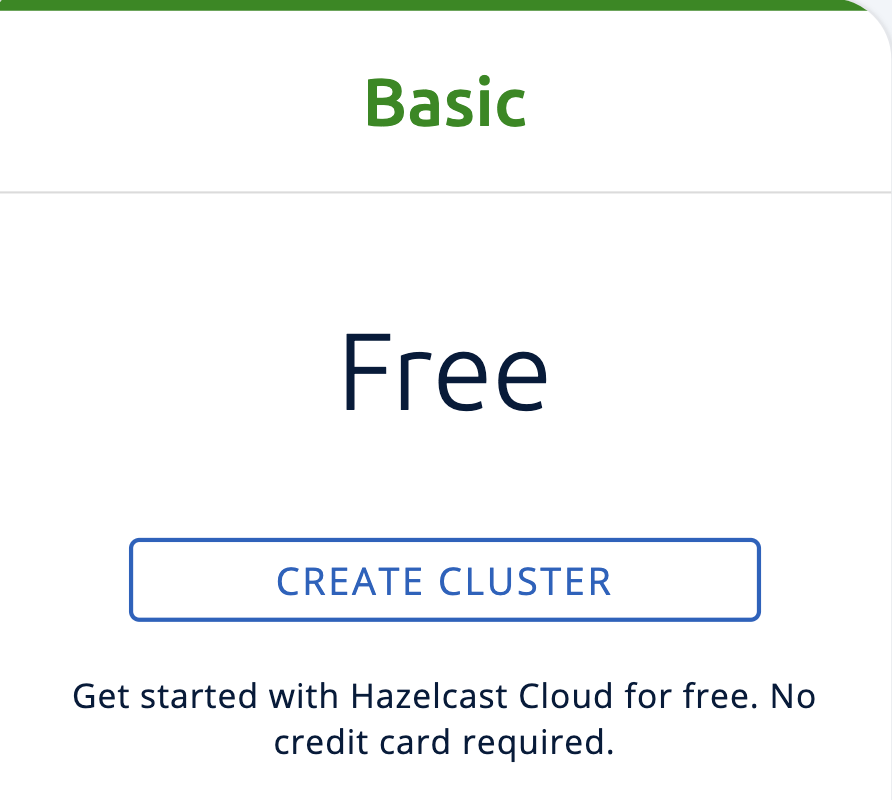 Basic
Free
CREATE CLUSTER
Get started with Hazelcast Cloud for free. No
credit card required.